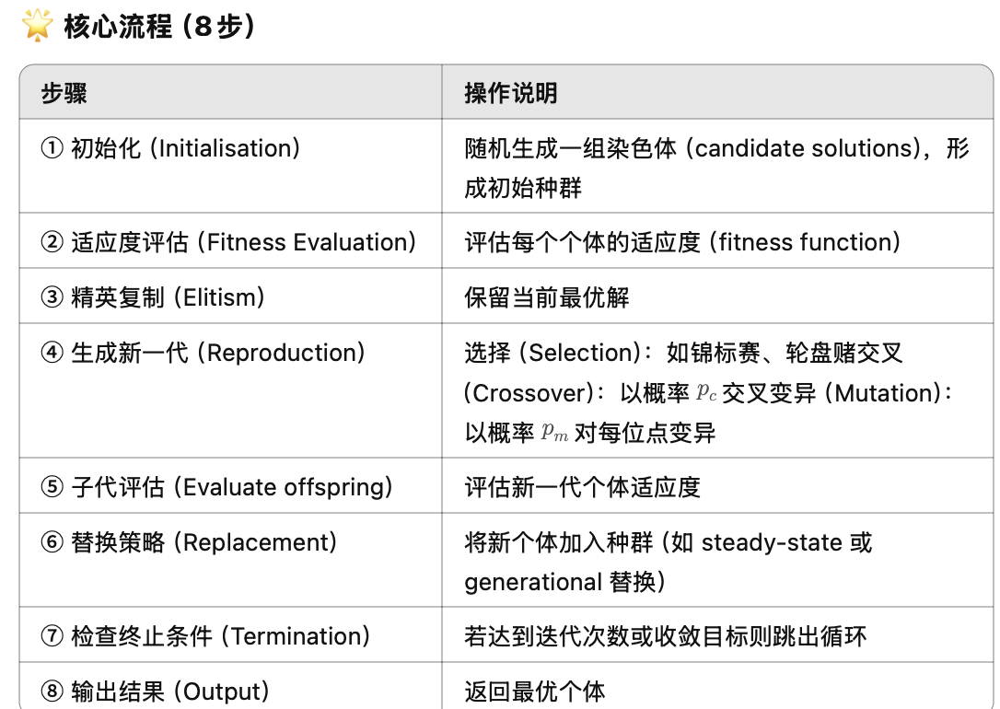 🌟 核心流程（8步）
步骤
操作说明
① 初始化（Initialisation）
随机生成一组染色体（candidate solutions），形
成初始种群
② 适应度评估（Fitness Evaluation）
评估每个个体的适应度（fitness function）
③ 精英复制（Elitism）
保留当前最优解
④ 生成新一代（Reproduction）
选择（Selection）：如锦标赛、轮盘赌交叉
（Crossover）：以概率 p_c 交叉变异（Mutation）：
以概率 p_m 对每位点变异
⑤ 子代评估（Evaluate offspring）
评估新一代个体适应度
⑥ 替换策略（Replacement）
将新个体加入种群（如 steady-state 或
generational 替换）
⑦ 检查终止条件（Termination）
若达到迭代次数或收敛目标则跳出循环
⑧ 输出结果（Output）
返回最优个体